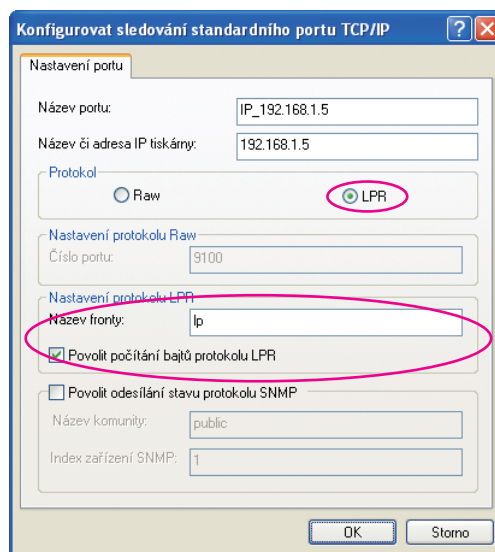 Konfigurovat sledování standardního portu TCP/IP
Nastavení portu
Název portu: IP_192.168.1.5
Název či adresa IP tiskárny: 192.168.1.5
Protokol
Raw LPR
Nastavení protokolu Raw
Číslo portu: 9100
Nastavení protokolu LPR
Název fronty: lp
Povolit počítání bajtů protokolu LPR
Povolit odesílání stavu protokolu SNMP
Název komunity: public
Index zařízení SNMP: 1
OK Storno